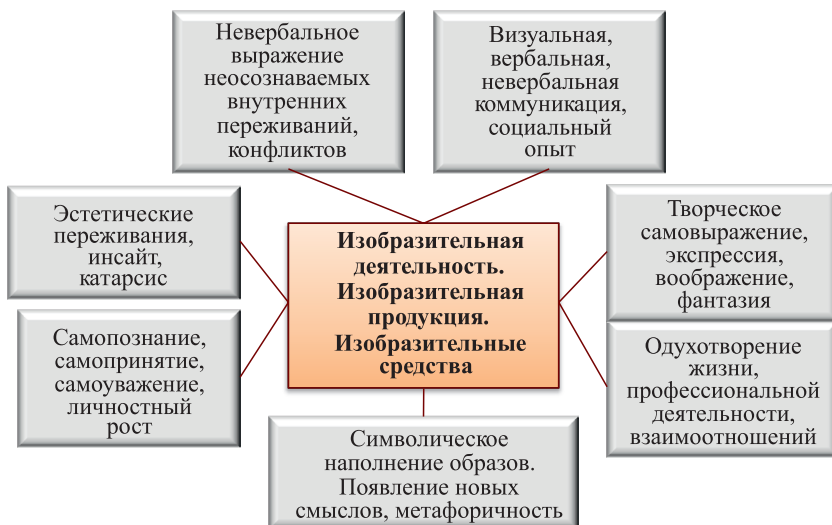 Невербальное
выражение
неосознаваемых
внутренних
переживаний,
конфликтов
Визуальная,
вербальная,
невербальная
коммуникация,
социальный
опыт
Эстетические
переживания,
инсайт,
катарсис
Изобразительная
деятельность.
Изобразительная
продукция.
Изобразительные
средства
Творческое
самовыражение,
экспрессия,
воображение,
фантазия
Самопознание,
самопринятие,
самоуважение,
личностный
рост
Одухотворение
жизни,
профессиональной
деятельности,
взаимоотношений
Символическое
наполнение образов.
Появление новых
смыслов, метафоричность